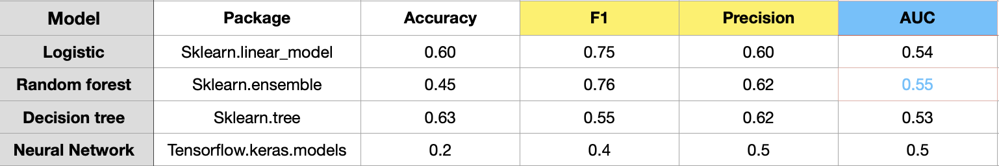 Model Package Accuracy F1 Precision AUC
Logistic Sklearn.linear_model 0.60 0.75 0.60 0.54
Random forest Sklearn.ensemble 0.45 0.76 0.62 0.55
Decision tree Sklearn.tree 0.63 0.55 0.62 0.53
Neural Network Tensorflow.keras.models 0.2 0.4 0.5 0.5